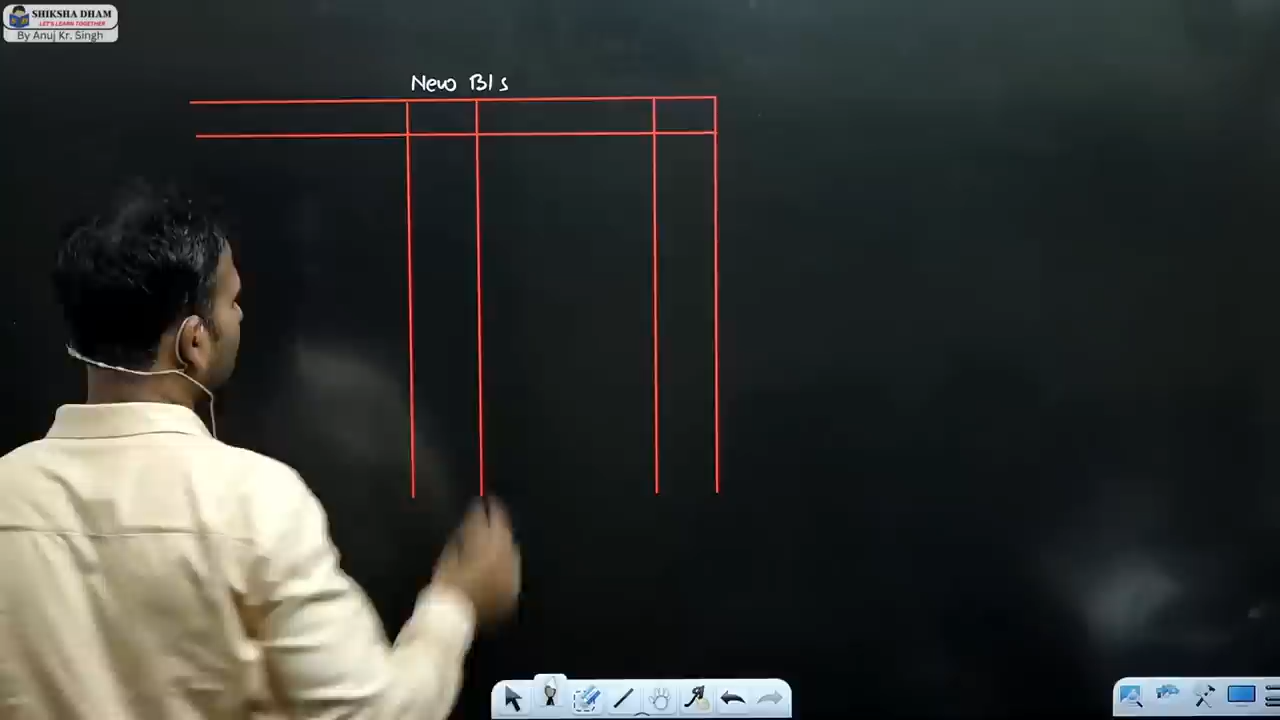 SHIKSHA DHAM
LET'S LEARN TOGETHER
By Anuj Kr. Singh
New B/s